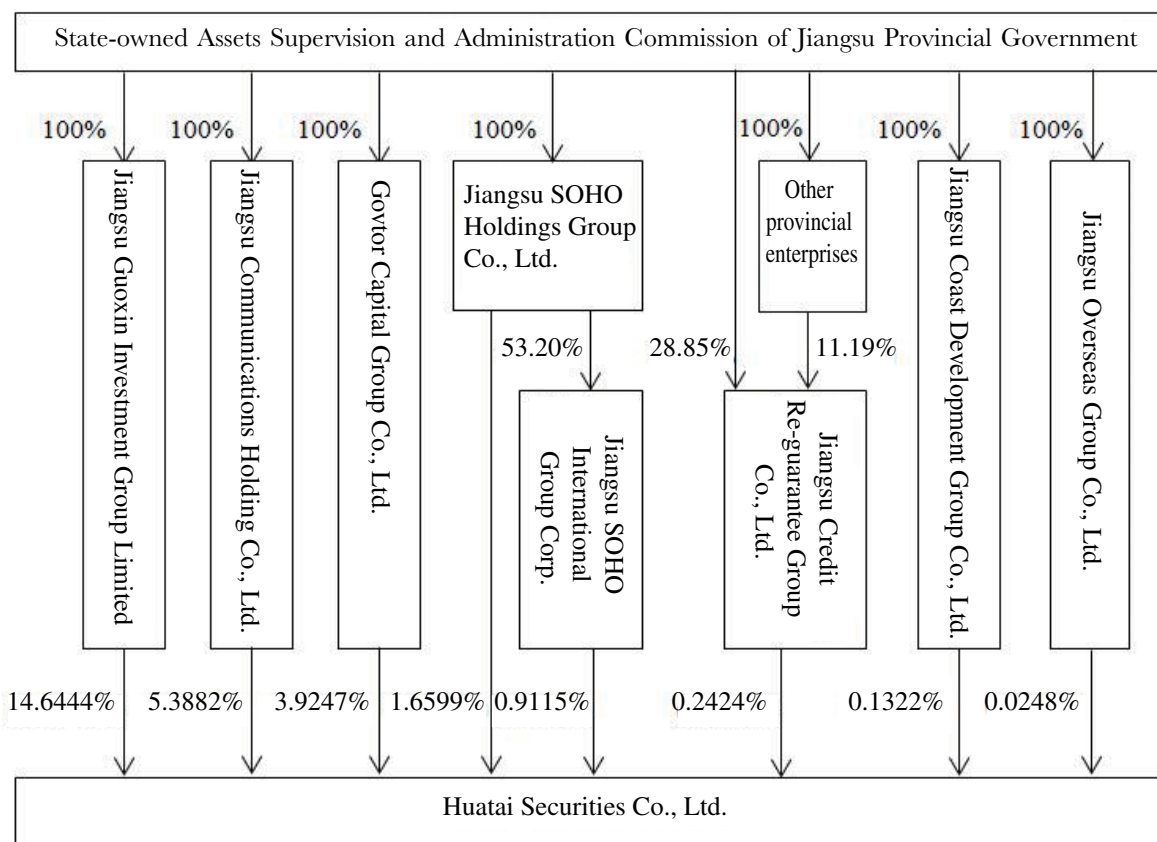 State-owned Assets Supervision and Administration Commission of Jiangsu Provincial Government
100%
100%
100%
100%
100%
100%
100%
Jiangsu Guoxin Investment Group Limited
Jiangsu Communications Holding Co., Ltd.
Govtor Capital Group Co., Ltd.
Jiangsu SOHO
Holdings Group
Co., Ltd.
Other
provincial
enterprises
Jiangsu Coast Development Group Co., Ltd.
Jiangsu Overseas Group Co., Ltd.
53.20%
28.85%
11.19%
Jiangsu SOHO
International
Group Corp.
Jiangsu Credit
Re-guarantee Group
Co., Ltd.
14.6444%
5.3882%
3.9247%
1.6599%
0.9115%
0.2424%
0.1322%
0.0248%
Huatai Securities Co., Ltd.